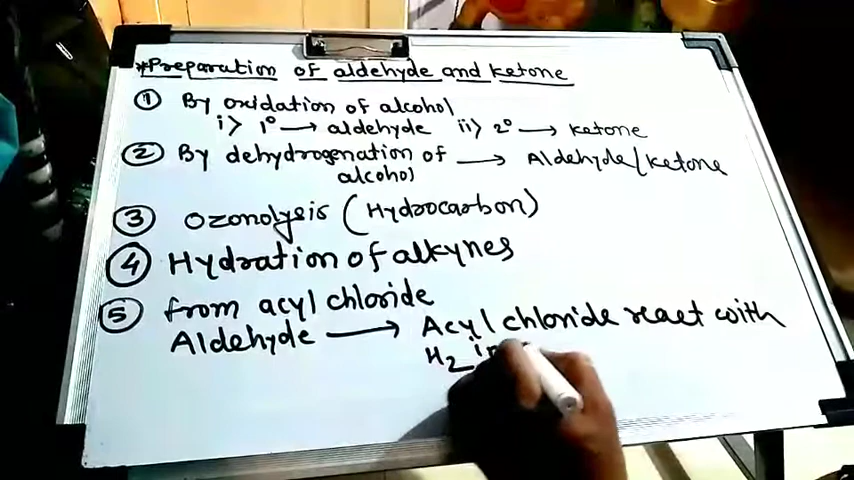 *Preparation of aldehyde and ketone
① By oxidation of alcohol
i> 1° → aldehyde ii> 2° → ketone
② By dehydrogenation of → Aldehyde/ketone
alcohol
③ Ozonolysis (Hydrocarbon)
④ Hydration of alkynes
⑤ from acyl chloride
Aldehyde → Acyl chloride react with
H2